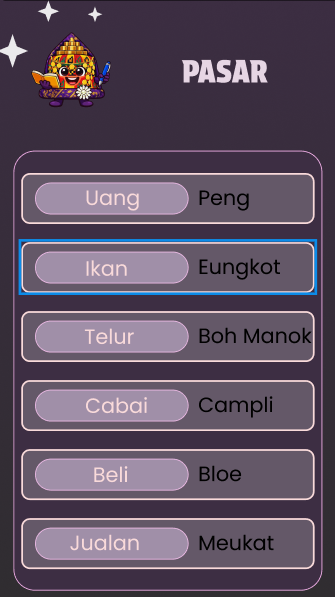 PASAR
Uang Peng
Ikan Eungkot
Telur Boh Manok
Cabai Campli
Beli Bloe
Jualan Meukat